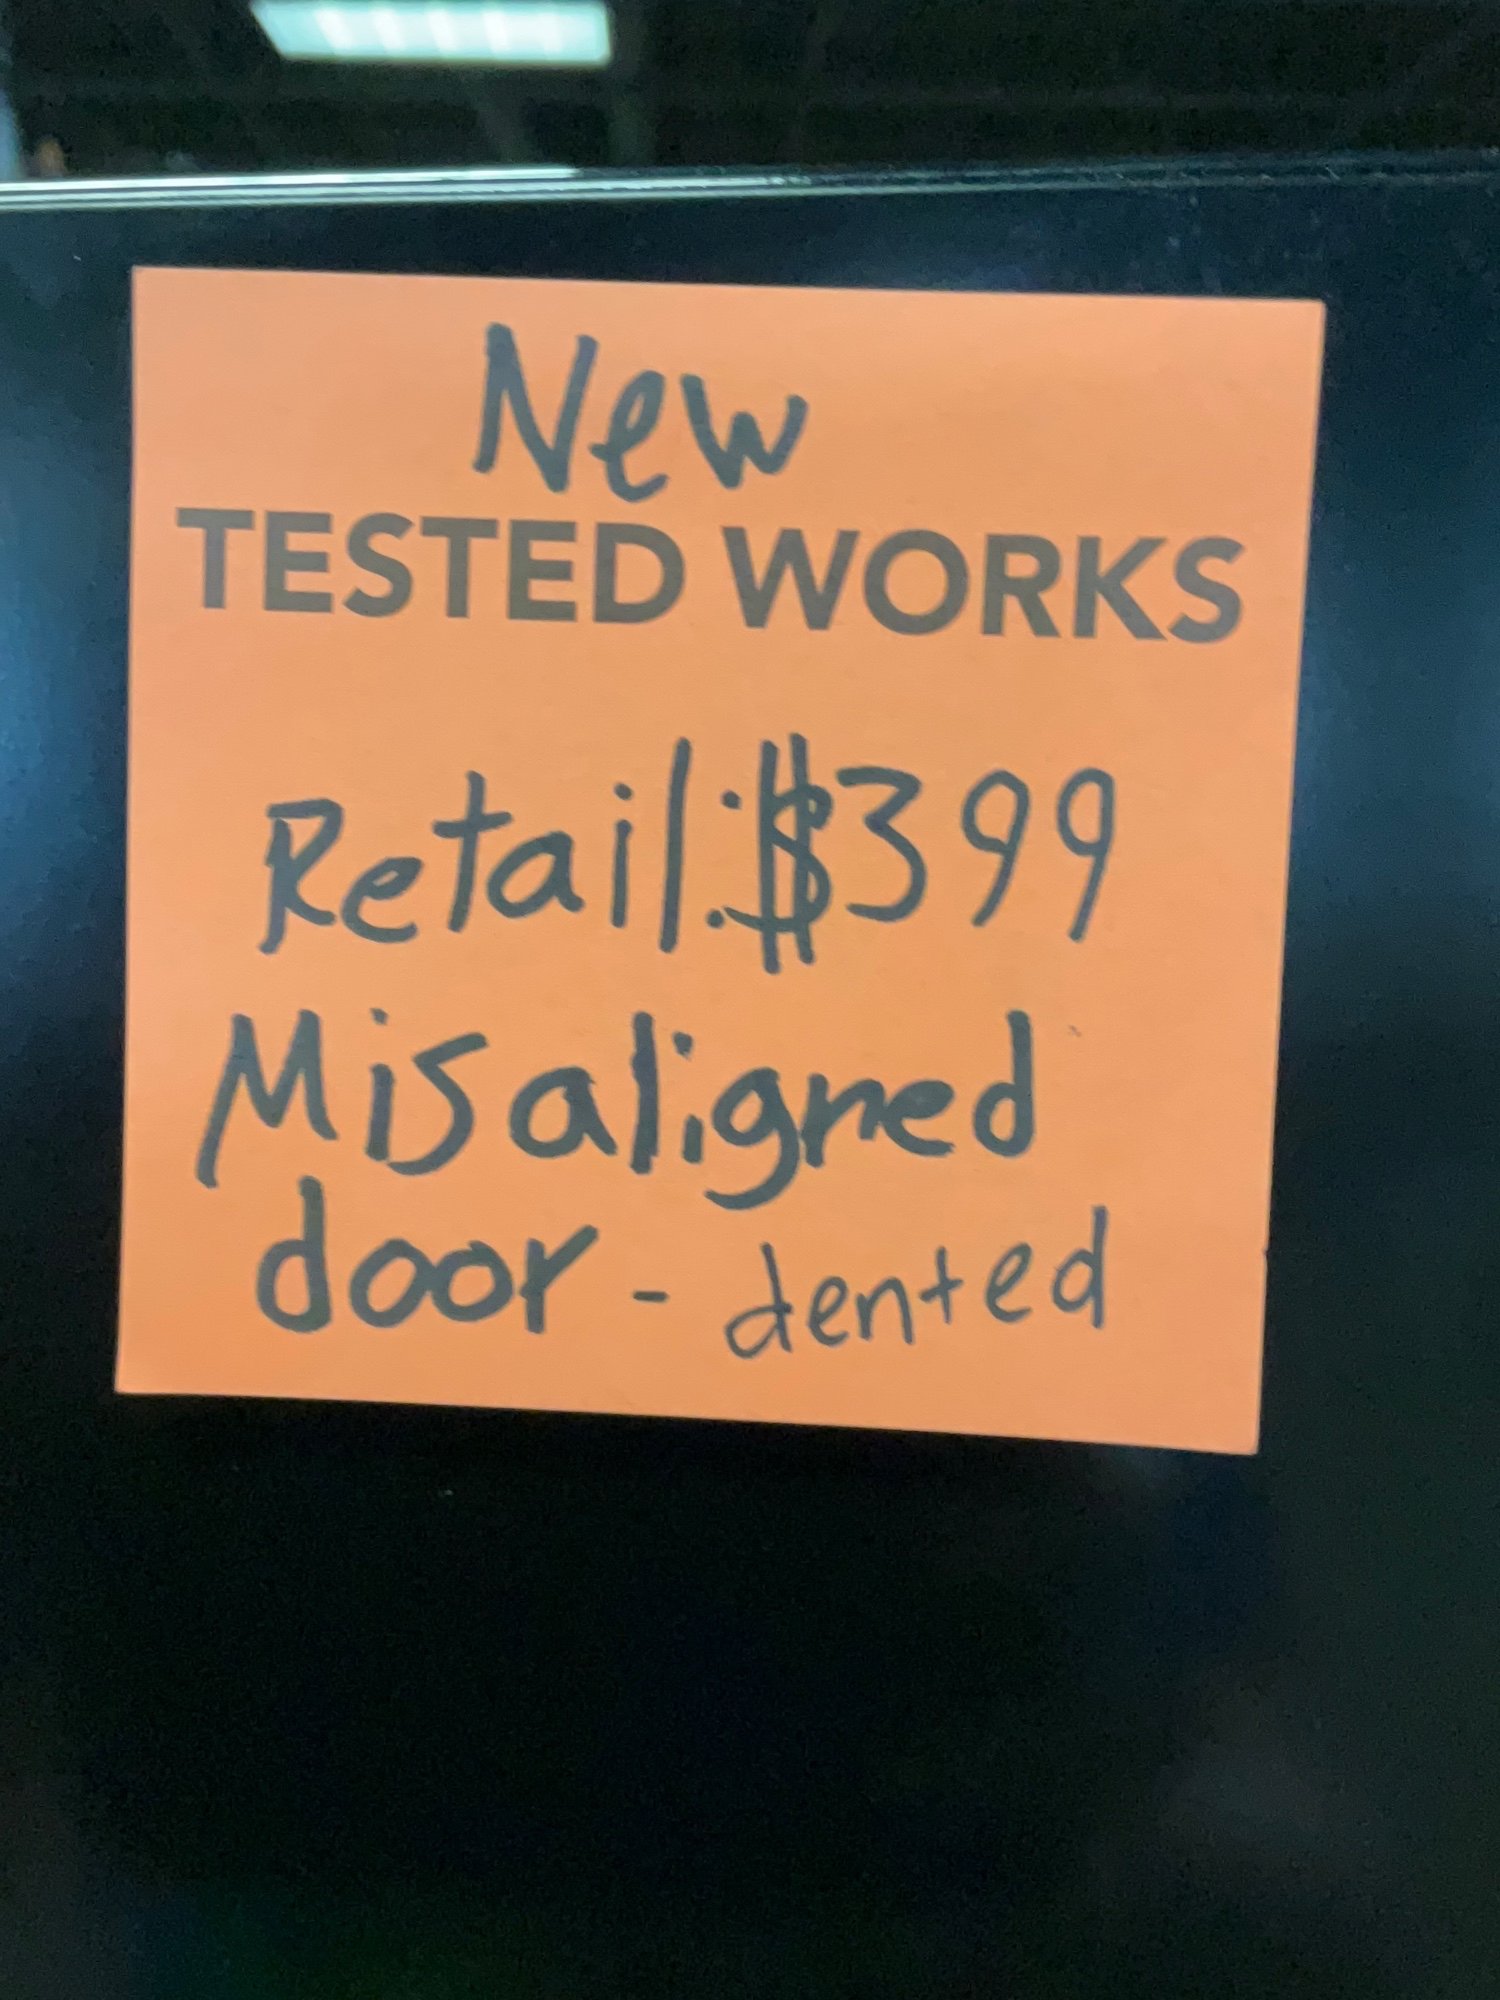 New
TESTED WORKS
Retail: $399
Misaligned
door - dented